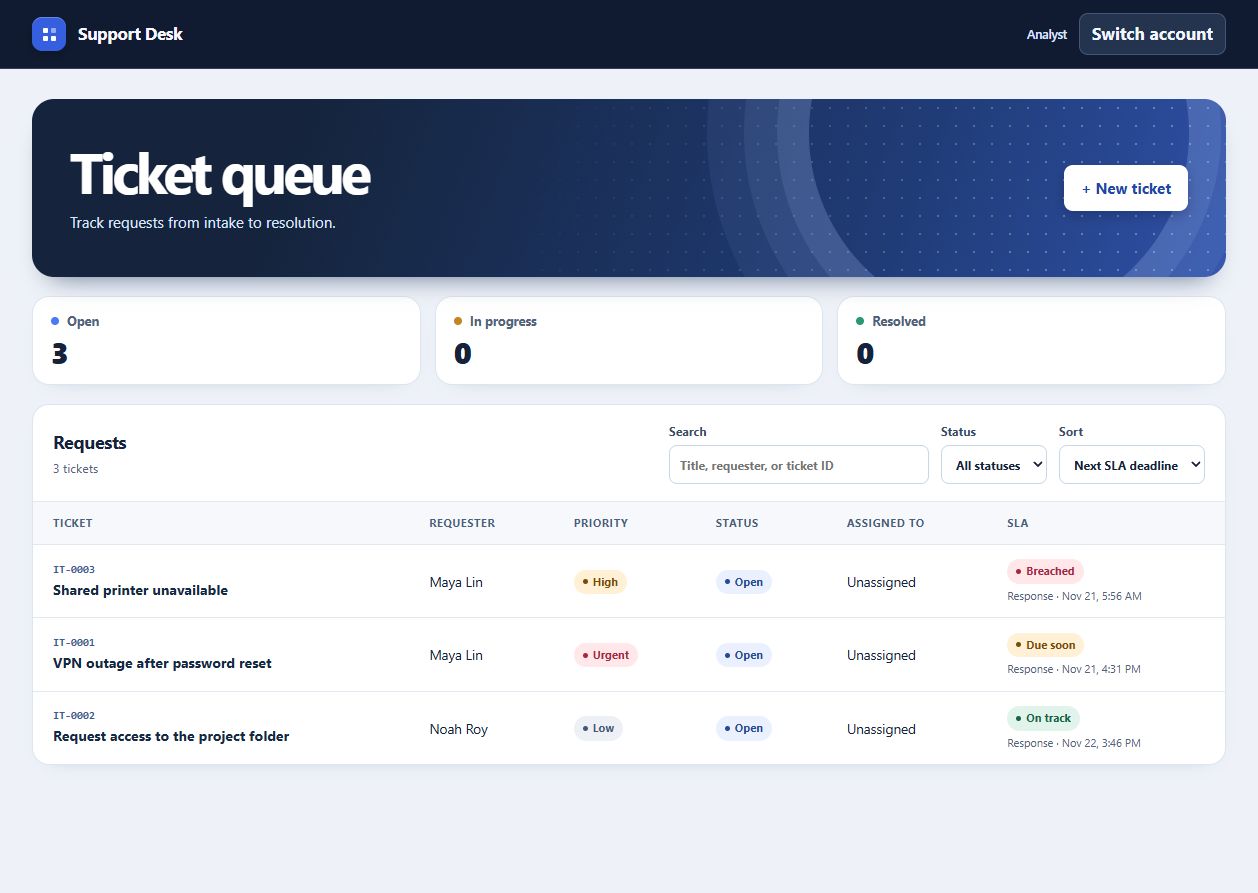 Support Desk
Analyst
Switch account
Ticket queue
Track requests from intake to resolution.
+ New ticket
Open
3
In progress
0
Resolved
0
Requests
3 tickets
Search
Title, requester, or ticket ID
Status
All statuses
Sort
Next SLA deadline
TICKET REQUESTER PRIORITY STATUS ASSIGNED TO SLA
IT-0003
Shared printer unavailable
Maya Lin
High
Open
Unassigned
Breached
Response · Nov 21, 5:56 AM
IT-0001
VPN outage after password reset
Maya Lin
Urgent
Open
Unassigned
Due soon
Response · Nov 21, 4:31 PM
IT-0002
Request access to the project folder
Noah Roy
Low
Open
Unassigned
On track
Response · Nov 22, 3:46 PM